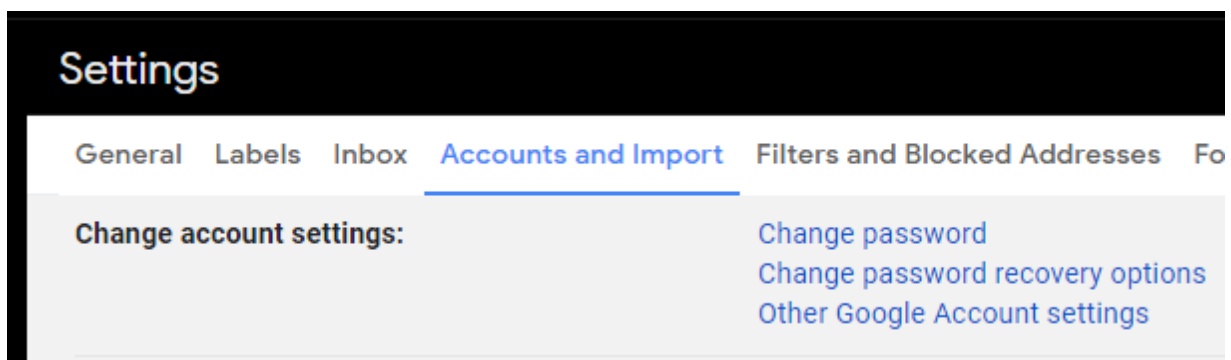 Settings
General Labels Inbox Accounts and Import Filters and Blocked Addresses Fo
Change account settings: Change password
Change password recovery options
Other Google Account settings